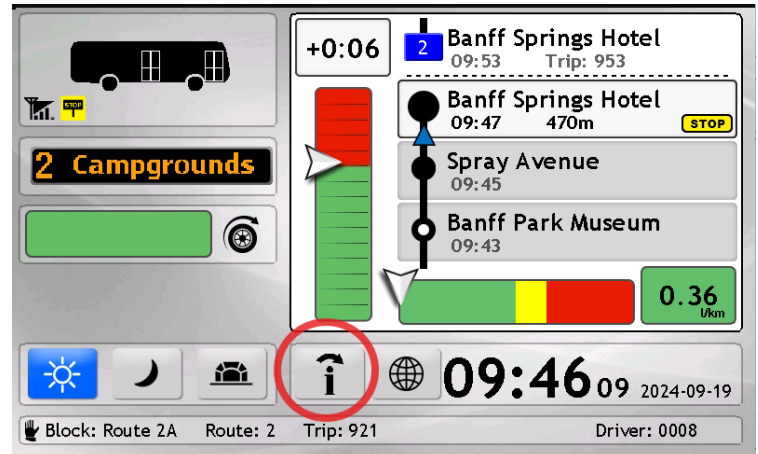 +0:06
2
Banff Springs Hotel
09:53 Trip: 953
Banff Springs Hotel
09:47 470m STOP
STOP
2 Campgrounds
Spray Avenue
09:45
Banff Park Museum
09:43
0.36
l/km
i
09:46 09 2024-09-19
Block: Route 2A Route: 2 Trip: 921 Driver: 0008